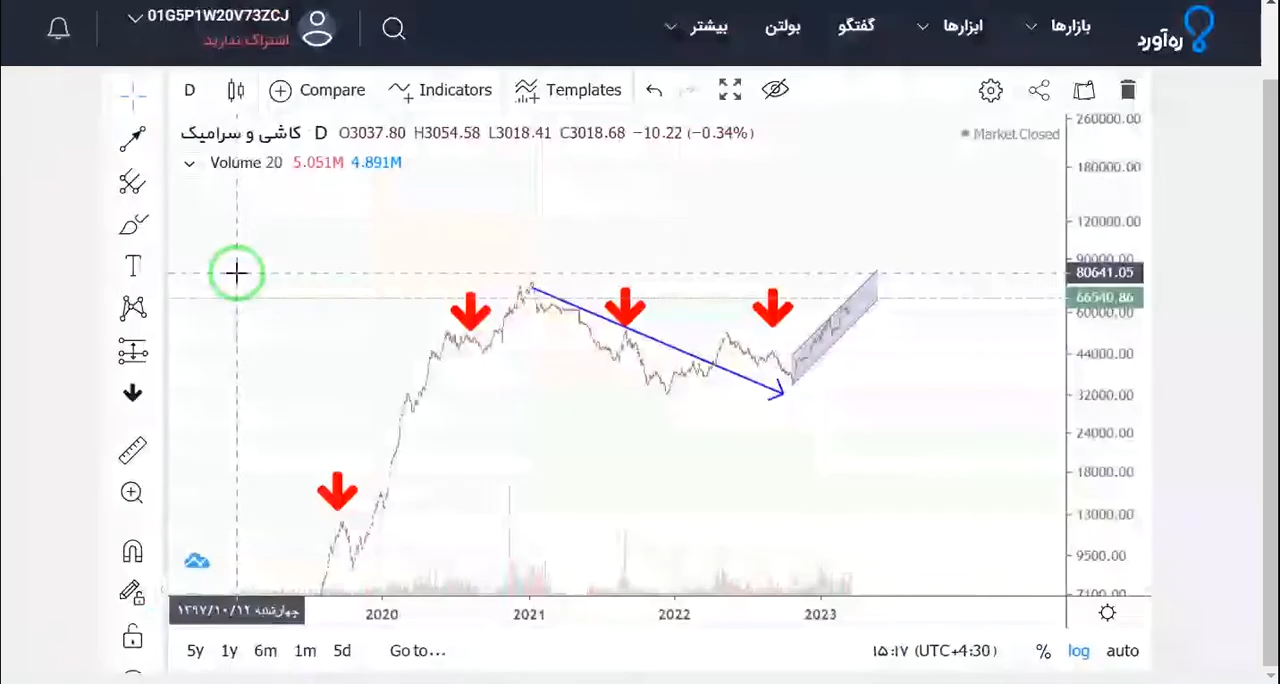 01G5P1W20V73ZCJ
اشتراک ندارید
بیشتر
بولتن
گفتگو
ابزارها
بازارها
ره‌آورد
D
Compare
Indicators
Templates
کاشی و سرامیک D O3037.80 H3054.58 L3018.41 C3018.68 −10.22 (−0.34%)
Market Closed
Volume 20 5.051M 4.891M
260000.00
180000.00
120000.00
90000.00
80641.05
66540.86
60000.00
44000.00
32000.00
24000.00
18000.00
13000.00
9500.00
7100.00
چهارشنبه ۱۳۹۷/۱۰/۱۲
2020
2021
2022
2023
5y 1y 6m 1m 5d Go to...
۱۵:۱۷ (UTC+4:30)
% log auto